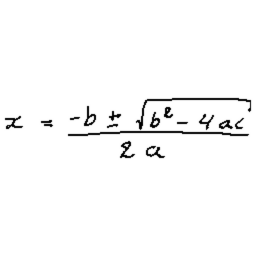 x = (-b ± √(b² - 4ac)) / (2a)